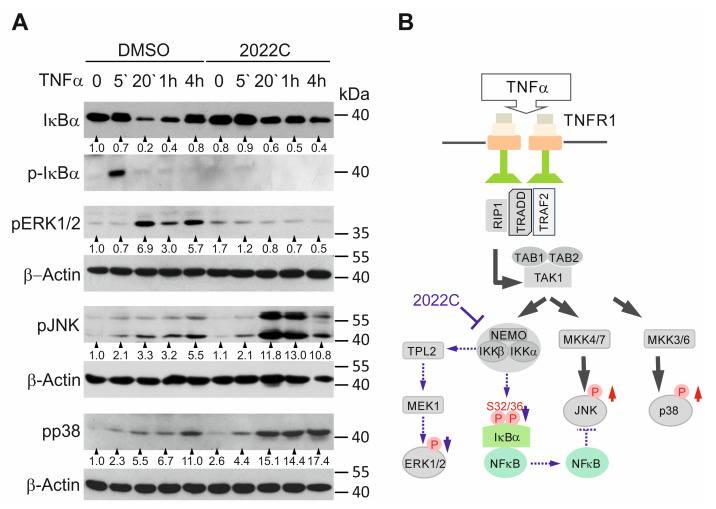 A
DMSO 2022C
TNFα 0 5` 20` 1h 4h 0 5` 20` 1h 4h
kDa
IκBα 40
1.0 0.7 0.2 0.4 0.8 0.8 0.9 0.6 0.5 0.4
p-IκBα 40
pERK1/2 35
1.0 0.7 6.9 3.0 5.7 1.7 1.2 0.8 0.7 0.5
55
β–Actin 40
pJNK 55
40
1.0 2.1 3.3 3.2 5.5 1.1 2.1 11.8 13.0 10.8
55
β-Actin 40
pp38 40
1.0 2.3 5.5 6.7 11.0 2.6 4.4 15.1 14.4 17.4
55
β-Actin 40
B
TNFα
TNFR1
RIP1 TRADD TRAF2
TAB1 TAB2
TAK1
2022C
NEMO
IKKβ IKKα
TPL2
MKK4/7 MKK3/6
MEK1
S32/36
P P
IκBα
NFκB
P
ERK1/2
P
JNK
NFκB
P
p38